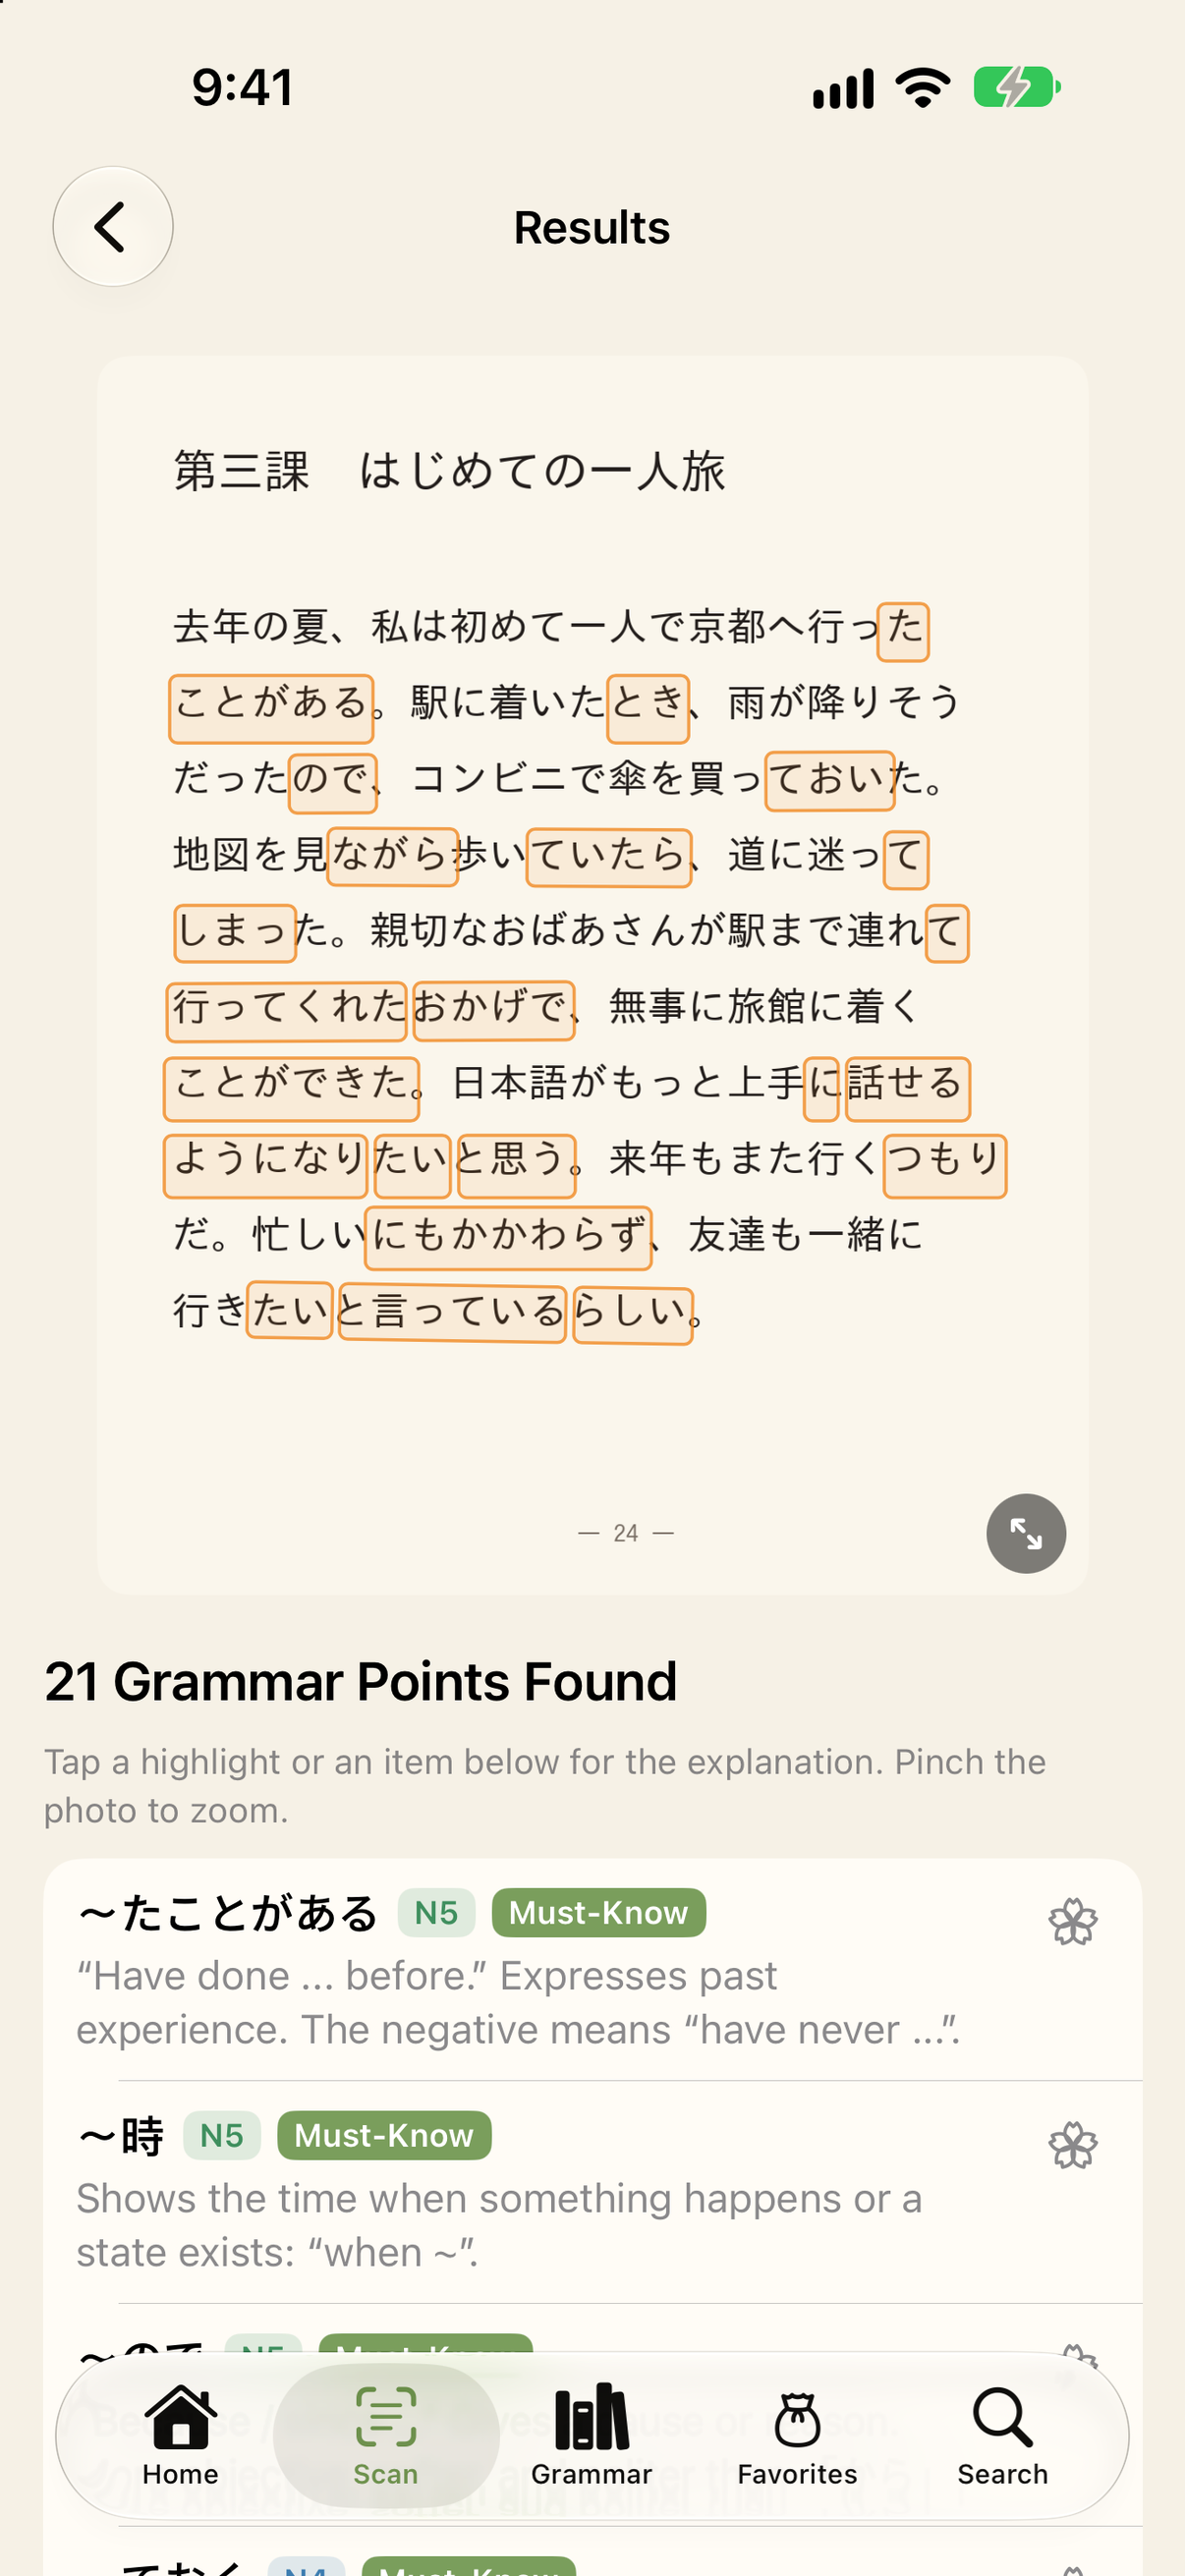 9:41
Results
第三課　はじめての一人旅
去年の夏、私は初めて一人で京都へ行った
ことがある。駅に着いたとき、雨が降りそう
だったので、コンビニで傘を買っておいた。
地図を見ながら歩いていたら、道に迷って
しまった。親切なおばあさんが駅まで連れて
行ってくれたおかげで、無事に旅館に着く
ことができた。日本語がもっと上手に話せる
ようになりたいと思う。来年もまた行くつもり
だ。忙しいにもかかわらず、友達も一緒に
行きたいと言っているらしい。
— 24 —
21 Grammar Points Found
Tap a highlight or an item below for the explanation. Pinch the
photo to zoom.
～たことがある N5 Must-Know
“Have done ... before.” Expresses past
experience. The negative means “have never ...”.
～時 N5 Must-Know
Shows the time when something happens or a
state exists: “when ~”.
～ので N5 Must-Know
Home Scan Grammar Favorites Search
ておく N4 Must-Know